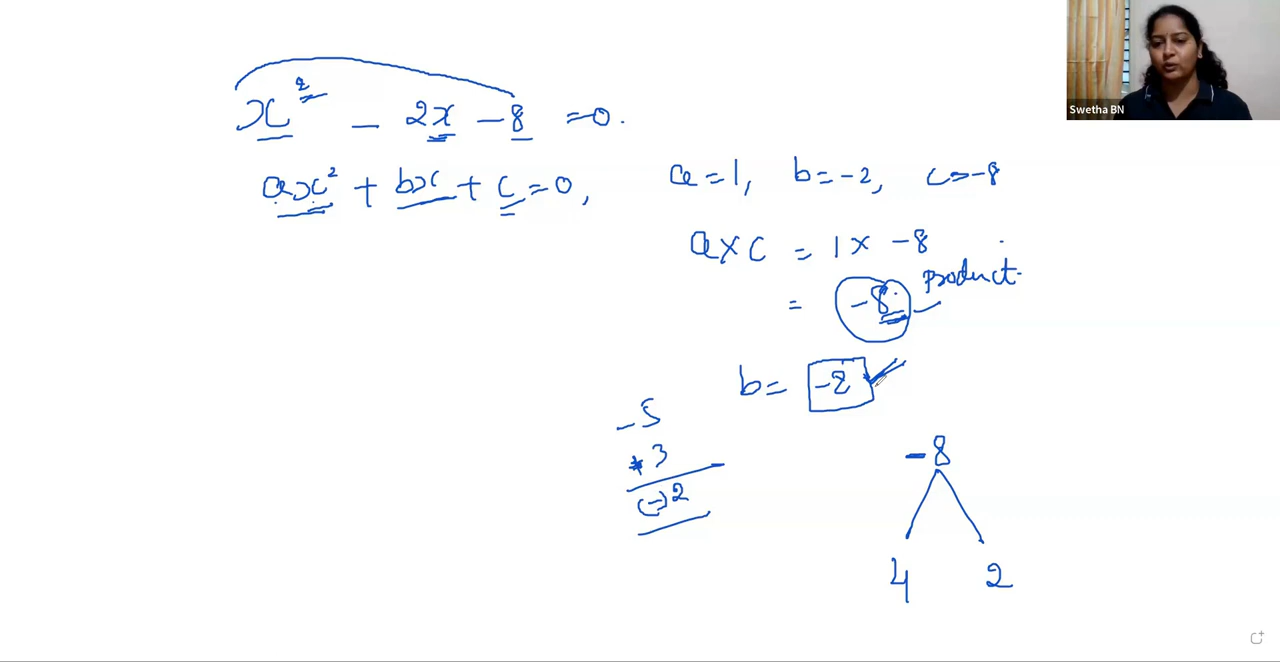 x² - 2x - 8 = 0.
ax² + bx + c = 0,
a = 1, b = -2, c = -8
a x c = 1 x -8
= -8 product.
b = -2
-5
+3
(-) 2
-8
4 2
Swetha BN